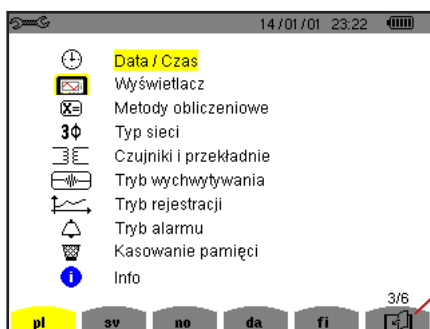 14/01/01 23:22
Data / Czas
Wyświetlacz
X=
Metody obliczeniowe
3ϕ
Typ sieci
Czujniki i przekładnie
Tryb wychwytywania
Tryb rejestracji
Tryb alarmu
Kasowanie pamięci
i
Info
3/6
pl sv no da fi